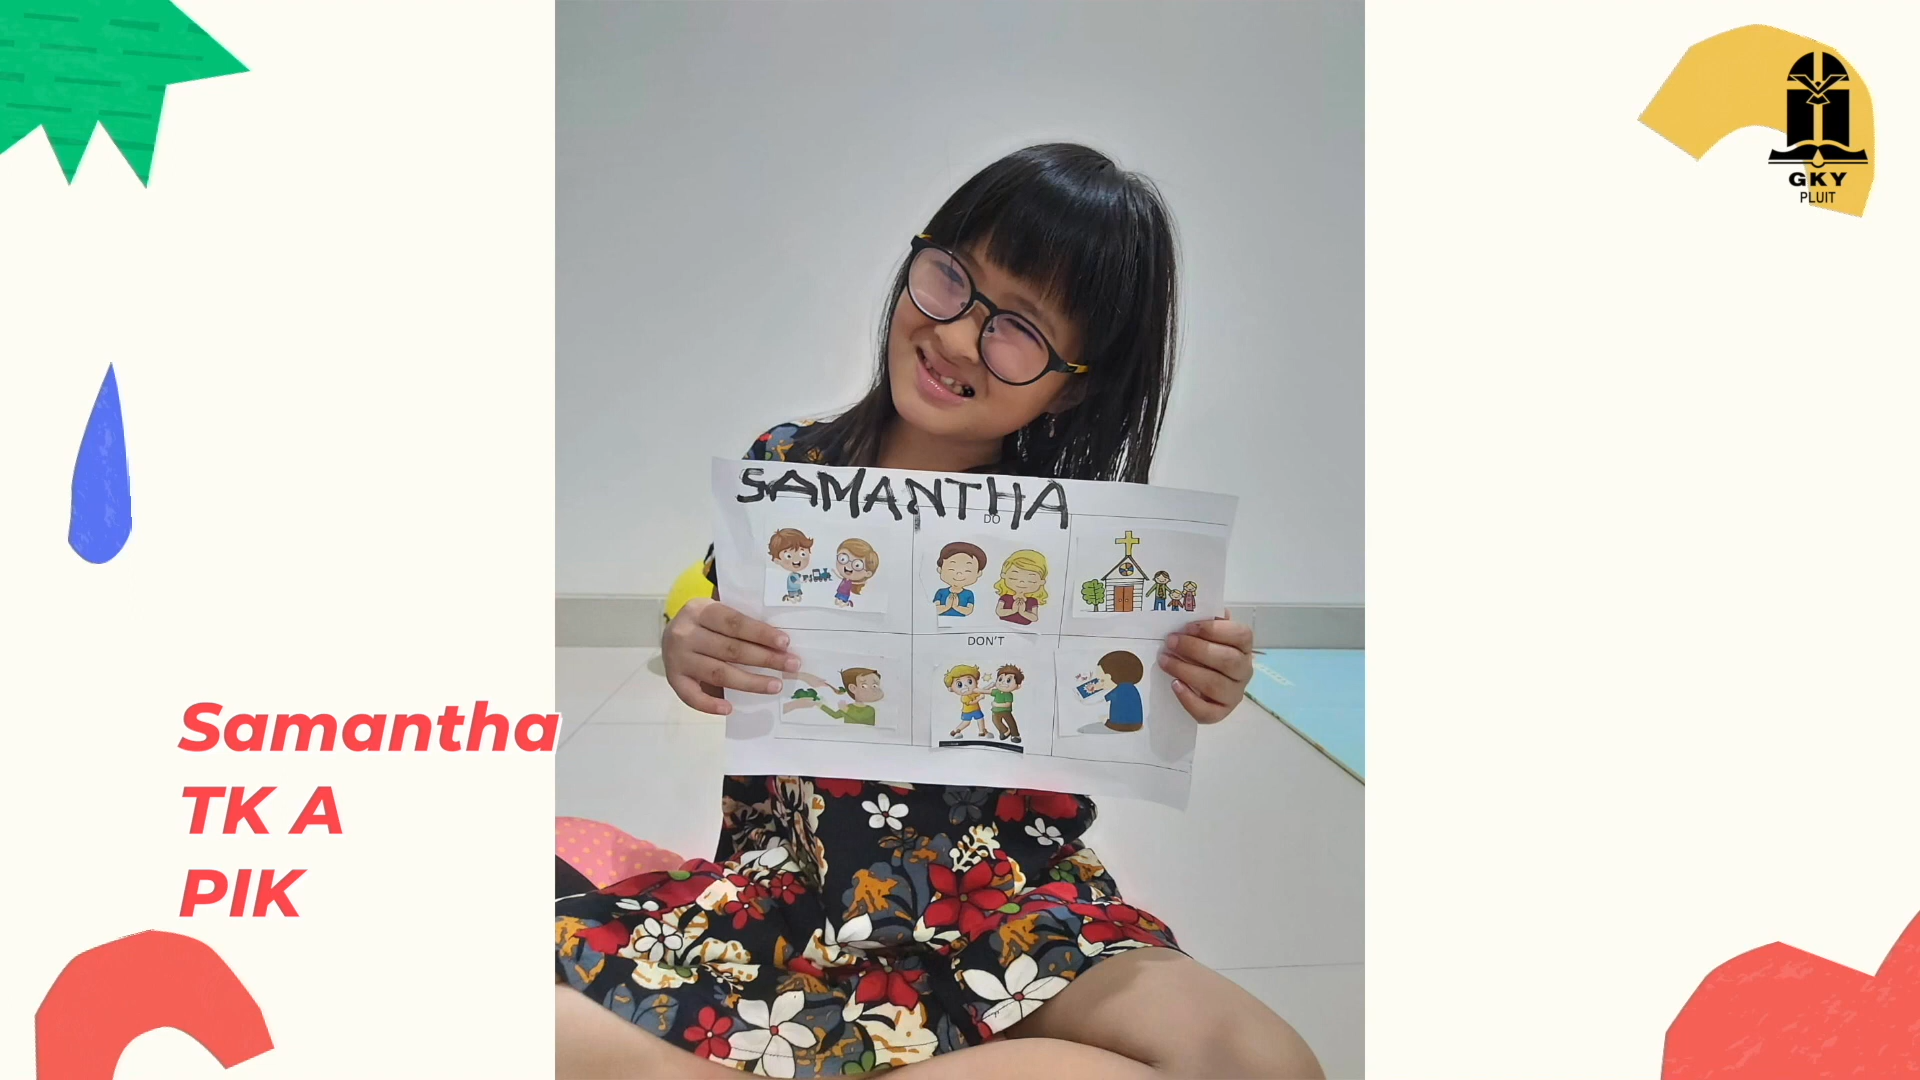 GKY
PLUIT
SAMANTHA
DO
DON'T
Samantha
TK A
PIK